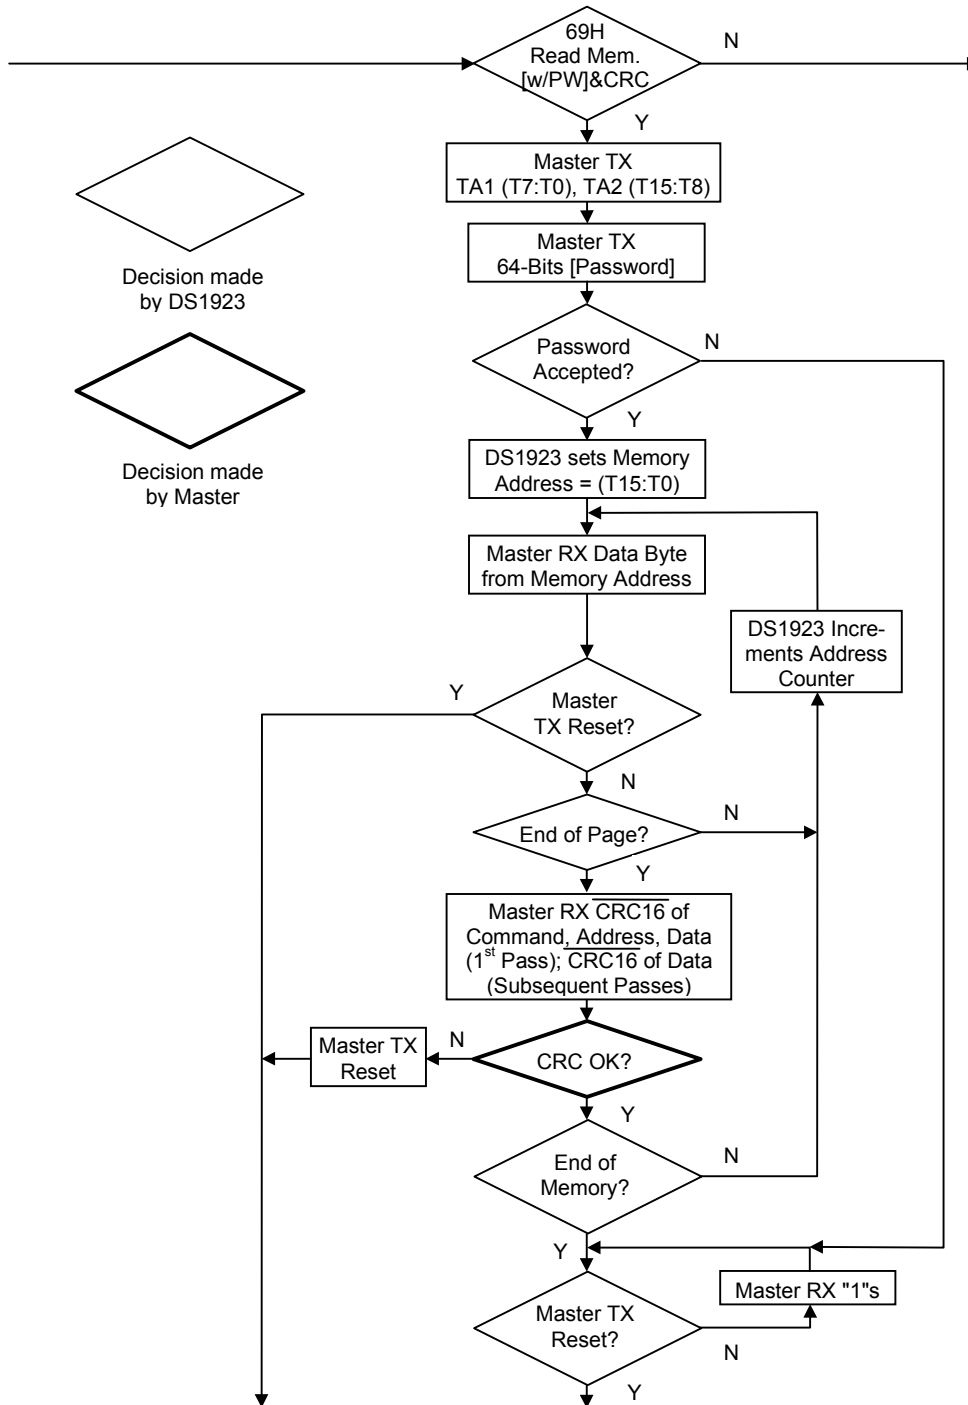 69H
Read Mem.
[w/PW]&CRC
N
Y
Master TX
TA1 (T7:T0), TA2 (T15:T8)
Master TX
64-Bits [Password]
Decision made
by DS1923
Password
Accepted?
N
Y
Decision made
by Master
DS1923 sets Memory
Address = (T15:T0)
Master RX Data Byte
from Memory Address
DS1923 Incre-
ments Address
Counter
Y
Master
TX Reset?
N
End of Page?
N
Y
Master RX CRC16 of
Command, Address, Data
(1st Pass); CRC16 of Data
(Subsequent Passes)
Master TX
Reset
N
CRC OK?
Y
End of
Memory?
N
Y
Master RX "1"s
Master TX
Reset?
N
Y